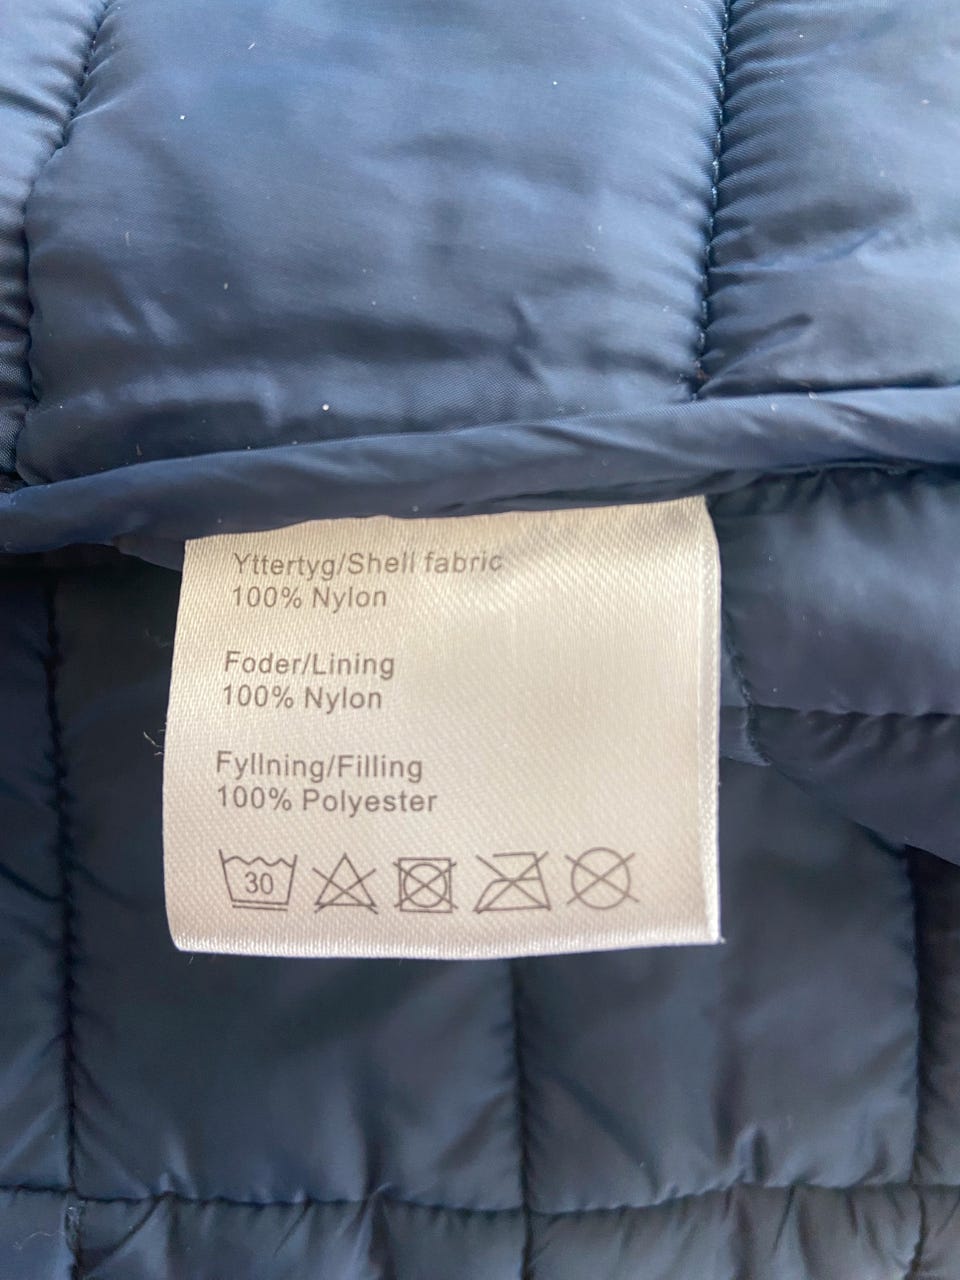 Yttertyg/Shell fabric
100% Nylon
Foder/Lining
100% Nylon
Fyllning/Filling
100% Polyester
30